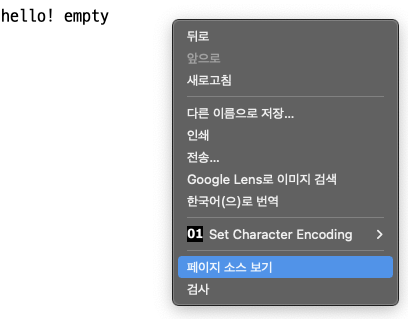 hello! empty
뒤로
앞으로
새로고침
다른 이름으로 저장...
인쇄
전송...
Google Lens로 이미지 검색
한국어(으)로 번역
01 Set Character Encoding
페이지 소스 보기
검사